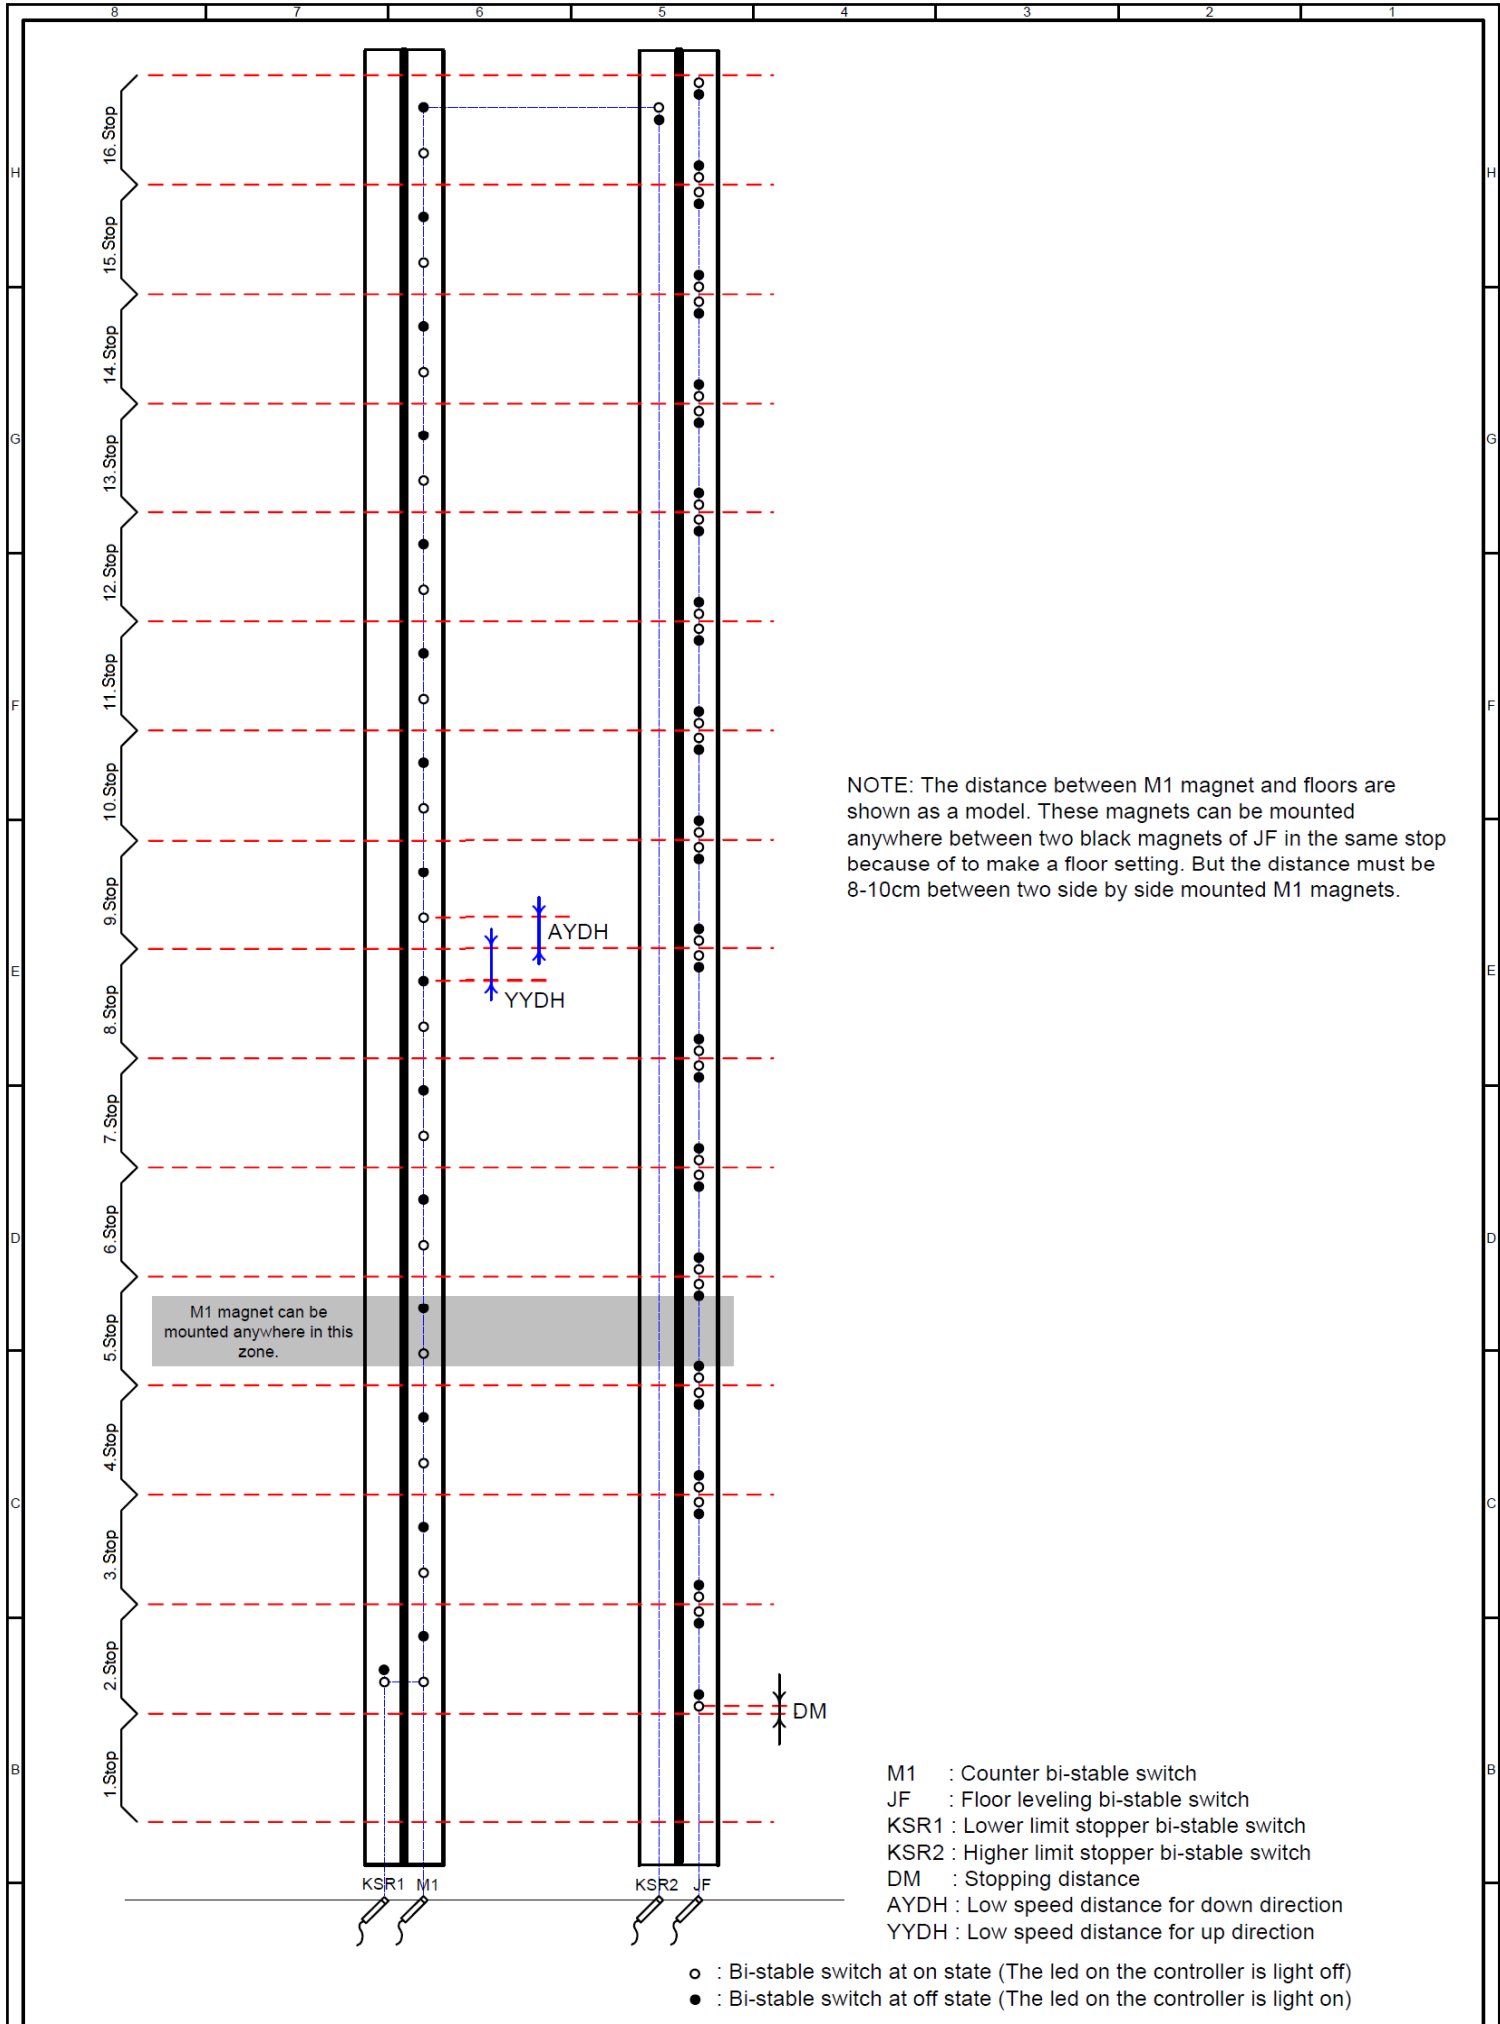 8 7 6 5 4 3 2 1
H H
16. Stop
15. Stop
14. Stop
G G
13. Stop
12. Stop
11. Stop
F F
10. Stop
NOTE: The distance between M1 magnet and floors are
shown as a model. These magnets can be mounted
anywhere between two black magnets of JF in the same stop
because of to make a floor setting. But the distance must be
8-10cm between two side by side mounted M1 magnets.
9. Stop
AYDH
E E
YYDH
8. Stop
7. Stop
6. Stop
D D
M1 magnet can be
mounted anywhere in this
zone.
5. Stop
4. Stop
C C
3. Stop
2. Stop
DM
1. Stop
B B
M1 : Counter bi-stable switch
JF : Floor leveling bi-stable switch
KSR1 : Lower limit stopper bi-stable switch
KSR2 : Higher limit stopper bi-stable switch
DM : Stopping distance
AYDH : Low speed distance for down direction
YYDH : Low speed distance for up direction
KSR1 M1 KSR2 JF
: Bi-stable switch at on state (The led on the controller is light off)
: Bi-stable switch at off state (The led on the controller is light on)